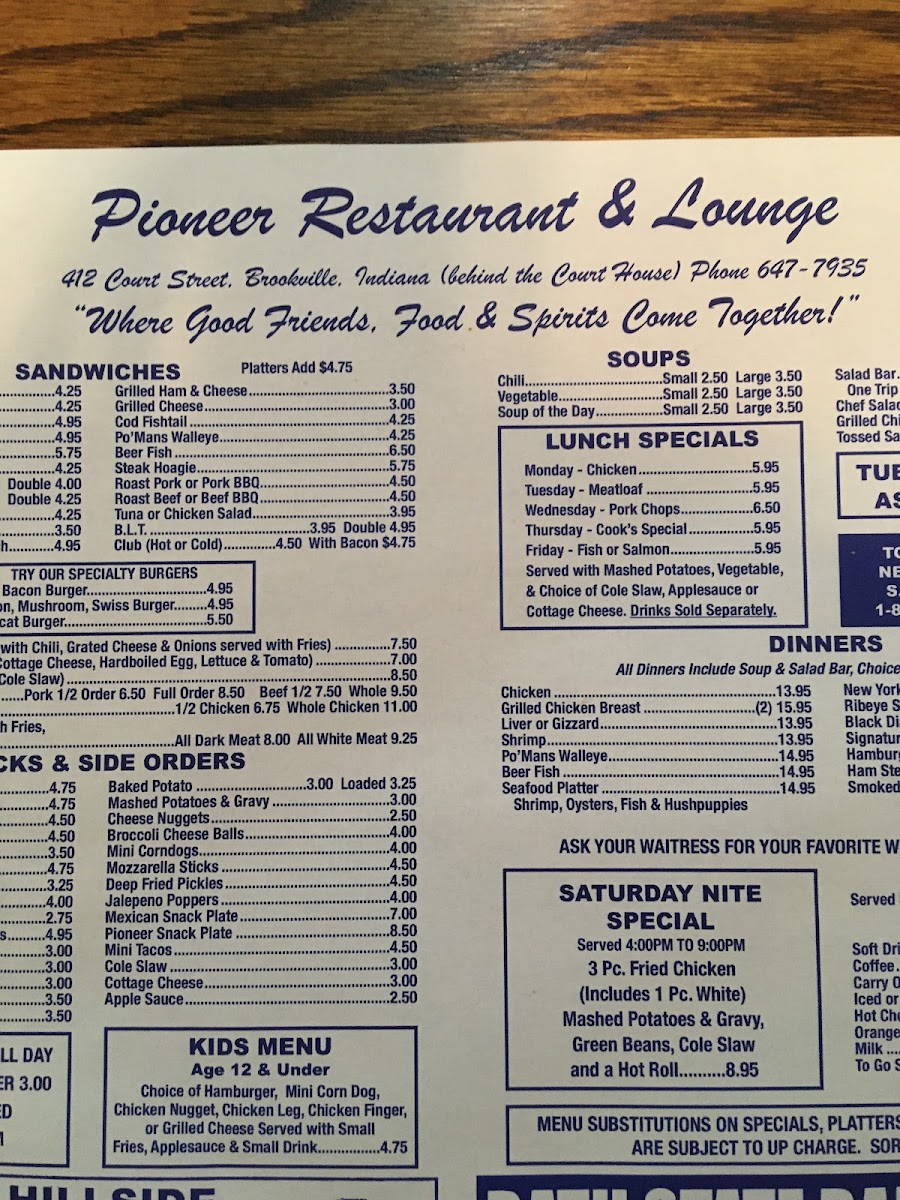 Pioneer Restaurant & Lounge
412 Court Street, Brookville, Indiana (behind the Court House) Phone 647-7935
"Where Good Friends, Food & Spirits Come Together!"
SANDWICHES Platters Add $4.75
4.25
4.25
4.95
4.95
5.75
4.25
Double 4.00
Double 4.25
4.25
3.50
4.95
Grilled Ham & Cheese 3.50
Grilled Cheese 3.00
Cod Fishtail 4.25
Po'Mans Walleye 4.25
Beer Fish 6.50
Steak Hoagie 5.75
Roast Pork or Pork BBQ 4.50
Roast Beef or Beef BBQ 4.50
Tuna or Chicken Salad 3.95
B.L.T. 3.95 Double 4.95
Club (Hot or Cold) 4.50 With Bacon $4.75
TRY OUR SPECIALTY BURGERS
Bacon Burger 4.95
Mushroom, Swiss Burger 4.95
cat Burger 5.50
with Chili, Grated Cheese & Onions served with Fries) 7.50
Cottage Cheese, Hardboiled Egg, Lettuce & Tomato) 7.00
Cole Slaw) 8.50
Pork 1/2 Order 6.50 Full Order 8.50 Beef 1/2 7.50 Whole 9.50
1/2 Chicken 6.75 Whole Chicken 11.00
h Fries,
All Dark Meat 8.00 All White Meat 9.25
CKS & SIDE ORDERS
4.75
4.75
4.50
4.50
3.50
4.75
3.25
4.00
2.75
s 4.95
3.00
3.00
3.00
3.50
3.50
Baked Potato 3.00 Loaded 3.25
Mashed Potatoes & Gravy 3.00
Cheese Nuggets 2.50
Broccoli Cheese Balls 4.00
Mini Corndogs 4.00
Mozzarella Sticks 4.50
Deep Fried Pickles 4.50
Jalepeno Poppers 4.00
Mexican Snack Plate 7.00
Pioneer Snack Plate 8.50
Mini Tacos 4.50
Cole Slaw 3.00
Cottage Cheese 3.00
Apple Sauce 2.50
LL DAY
ER 3.00
ED
KIDS MENU
Age 12 & Under
Choice of Hamburger, Mini Corn Dog,
Chicken Nugget, Chicken Leg, Chicken Finger,
or Grilled Cheese Served with Small
Fries, Applesauce & Small Drink 4.75
SOUPS
Chili Small 2.50 Large 3.50
Vegetable Small 2.50 Large 3.50
Soup of the Day Small 2.50 Large 3.50
LUNCH SPECIALS
Monday - Chicken 5.95
Tuesday - Meatloaf 5.95
Wednesday - Pork Chops 6.50
Thursday - Cook's Special 5.95
Friday - Fish or Salmon 5.95
Served with Mashed Potatoes, Vegetable,
& Choice of Cole Slaw, Applesauce or
Cottage Cheese. Drinks Sold Separately.
Salad Bar
One Trip
Chef Salad
Grilled Chi
Tossed Sa
TUE
AS
TO
NE
S
1-8
DINNERS
All Dinners Include Soup & Salad Bar, Choice
Chicken 13.95
Grilled Chicken Breast (2) 15.95
Liver or Gizzard 13.95
Shrimp 13.95
Po'Mans Walleye 14.95
Beer Fish 14.95
Seafood Platter 14.95
Shrimp, Oysters, Fish & Hushpuppies
New York
Ribeye S
Black Di
Signatur
Hamburg
Ham Ste
Smoked
ASK YOUR WAITRESS FOR YOUR FAVORITE W
SATURDAY NITE
SPECIAL
Served 4:00PM TO 9:00PM
3 Pc. Fried Chicken
(Includes 1 Pc. White)
Mashed Potatoes & Gravy,
Green Beans, Cole Slaw
and a Hot Roll 8.95
Served
Soft Dri
Coffee
Carry O
Iced or
Hot Cho
Orange
Milk
To Go S
MENU SUBSTITUTIONS ON SPECIALS, PLATTERS
ARE SUBJECT TO UP CHARGE. SOR
HILLSIDE